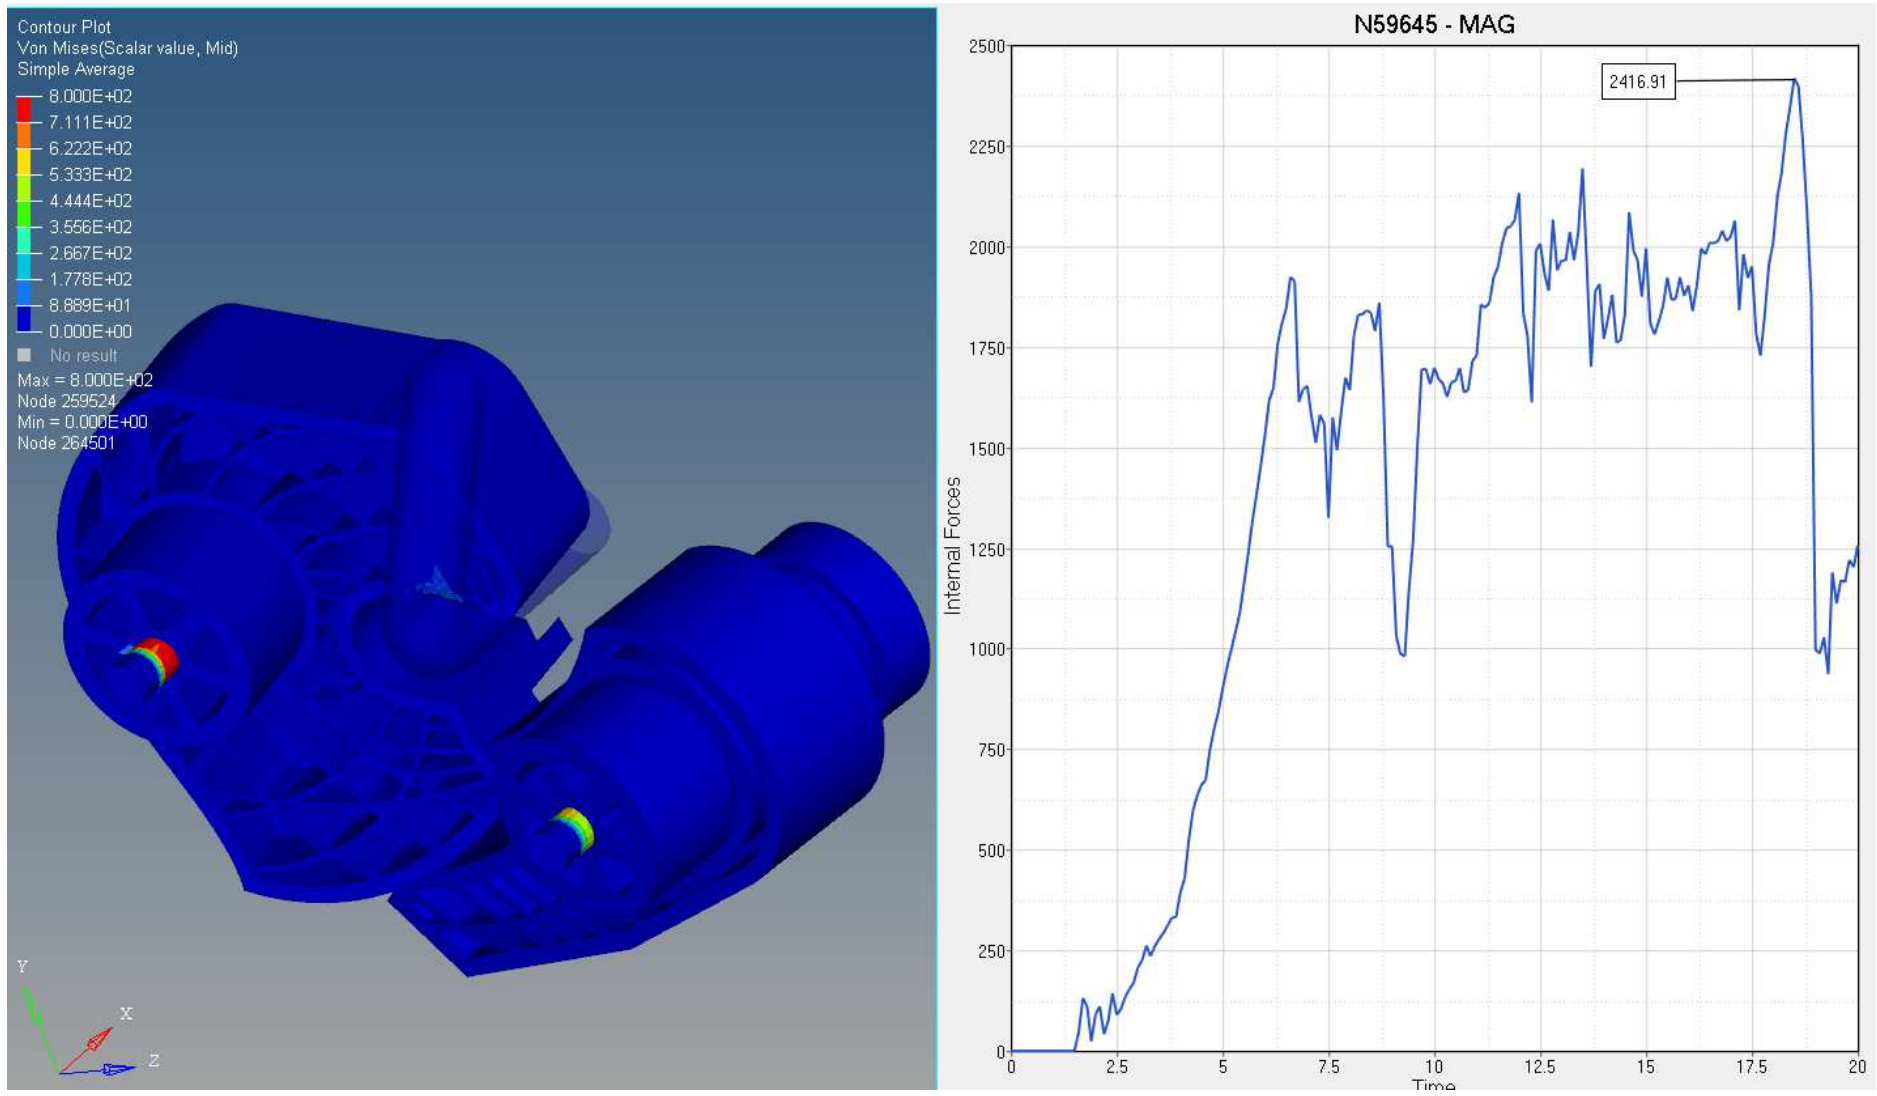 Contour Plot
Von Mises(Scalar value, Mid)
Simple Average
8.000E+02
7.111E+02
6.222E+02
5.333E+02
4.444E+02
3.556E+02
2.667E+02
1.778E+02
8.889E+01
0.000E+00
No result
Max = 8.000E+02
Node 259524
Min = 0.000E+00
Node 264501
Y
X
Z
N59645 - MAG
2416.91
Internal Forces
2500
2250
2000
1750
1500
1250
1000
750
500
250
0
0 2.5 5 7.5 10 12.5 15 17.5 20
Time